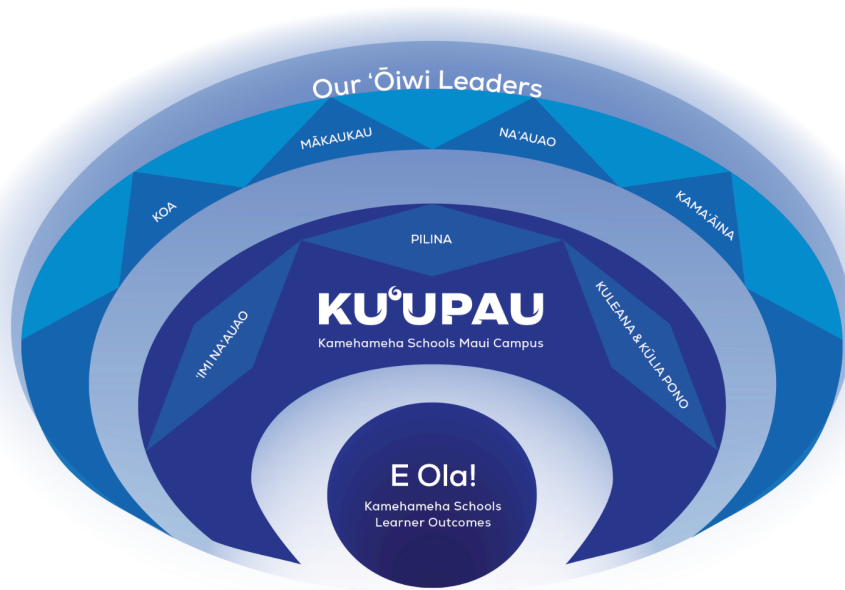 Our ʻŌiwi Leaders
MĀKAUKAU
NAʻAUAO
KOA
KAMAʻĀINA
PILINA
ʻIMI NAʻAUAO
KULEANA & KŪLIA PONO
KUʻUPAU
Kamehameha Schools Maui Campus
E Ola!
Kamehameha Schools
Learner Outcomes